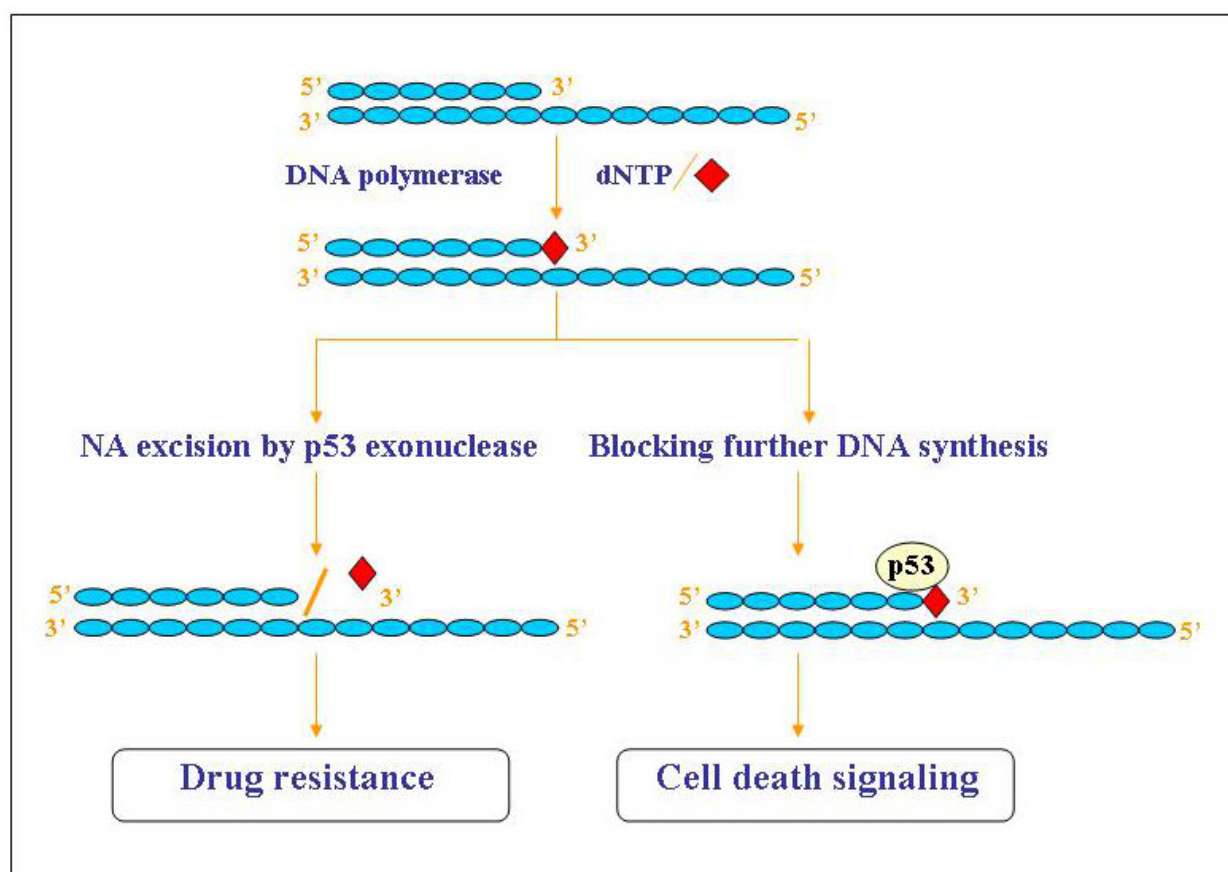 5’ 3’
3’ 5’
DNA polymerase dNTP/
5’ 3’
3’ 5’
NA excision by p53 exonuclease Blocking further DNA synthesis
p53
5’ 3’ 5’ 3’
3’ 5’ 3’ 5’
Drug resistance Cell death signaling